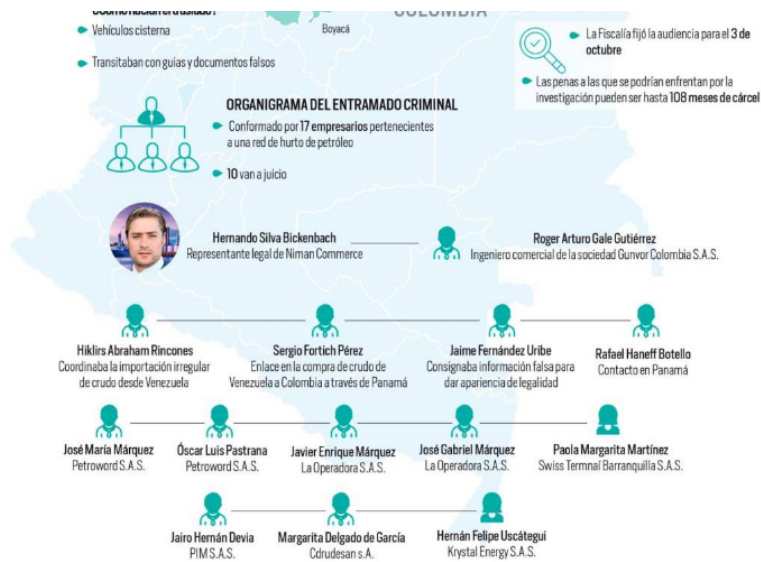 ¿Cómo hacían el traslado?
Vehículos cisterna
Transitaban con guías y documentos falsos
Boyacá
COLOMBIA
La Fiscalía fijó la audiencia para el 3 de
octubre
Las penas a las que se podrían enfrentan por la
investigación pueden ser hasta 108 meses de cárcel
ORGANIGRAMA DEL ENTRAMADO CRIMINAL
Conformado por 17 empresarios pertenecientes
a una red de hurto de petróleo
10 van a juicio
Hernando Silva Bickenbach
Representante legal de Niman Commerce
Roger Arturo Gale Gutiérrez
Ingeniero comercial de la sociedad Gunvor Colombia S.A.S.
Hiklirs Abraham Rincones
Coordinaba la importación irregular
de crudo desde Venezuela
Sergio Fortich Pérez
Enlace en la compra de crudo de
Venezuela a Colombia a través de Panamá
Jaime Fernández Uribe
Consignaba información falsa para
dar apariencia de legalidad
Rafael Haneff Botello
Contacto en Panamá
José María Márquez
Petroword S.A.S.
Óscar Luis Pastrana
Petroword S.A.S.
Javier Enrique Márquez
La Operadora S.A.S.
José Gabriel Márquez
La Operadora S.A.S.
Paola Margarita Martínez
Swiss Termnaí Barranquilla S.A.S.
Jairo Hernán Devia
PIM S.A.S.
Margarita Delgado de García
Cdrudesan s.A.
Hernán Felipe Uscátegui
Krystal Energy S.A.S.